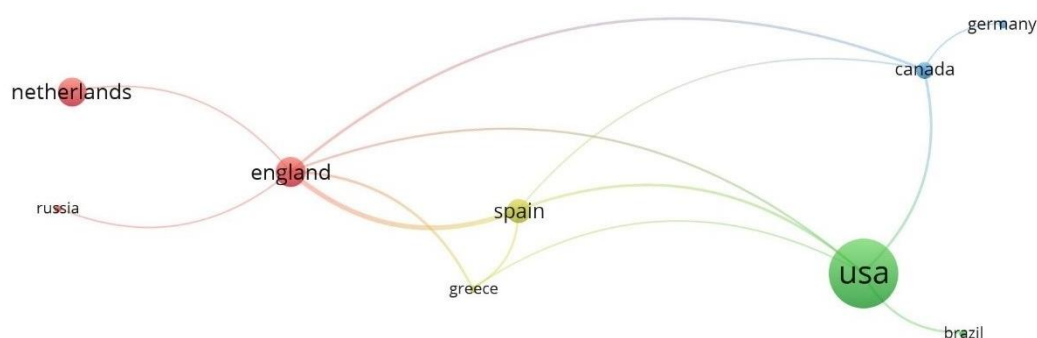 germany
canada
netherlands
england
russia
spain
usa
greece
brazil